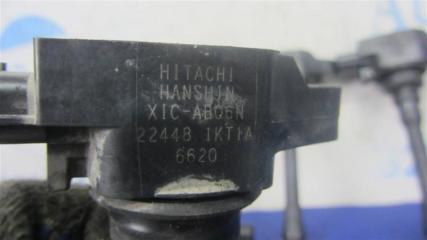 HITACHI
HANSHIN
XIC-AB06N
22448 1KT1A
6620